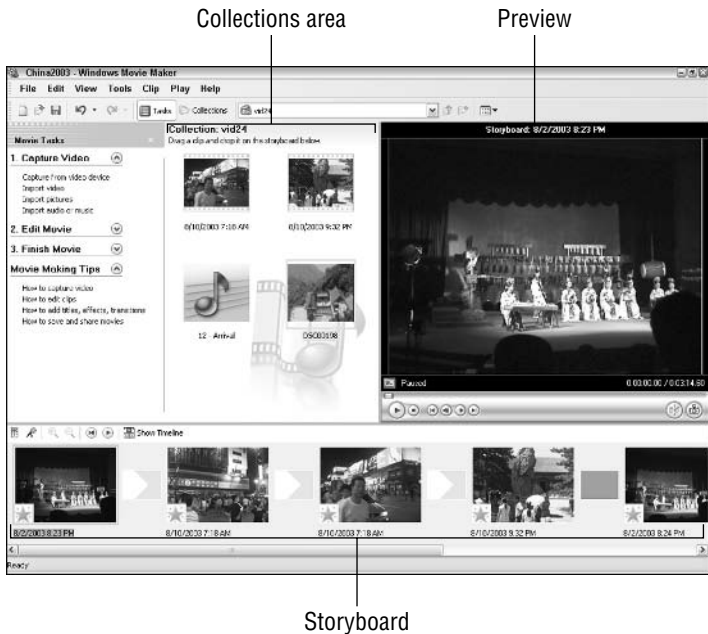 Collections area
Preview
China2003 - Windows Movie Maker
File Edit View Tools Clip Play Help
Tasks Collections vid24
Movie Tasks
1. Capture Video
Capture from video device
Import video
Import pictures
Import audio or music
2. Edit Movie
3. Finish Movie
Movie Making Tips
How to capture video
How to edit clips
How to add titles, effects, transitions
How to save and share movies
Collection: vid24
Drag a clip and drop it on the storyboard below.
8/10/2003 7:18 AM
8/10/2003 9:32 PM
12 - Arrival
DSC03198
Storyboard: 8/2/2003 8:23 PM
Paused
0:00:00.00 / 0:03:14.60
Show Timeline
8/2/2003 8:23 PM
8/10/2003 7:18 AM
8/10/2003 7:18 AM
8/10/2003 9:32 PM
8/2/2003 8:24 PM
Ready
Storyboard